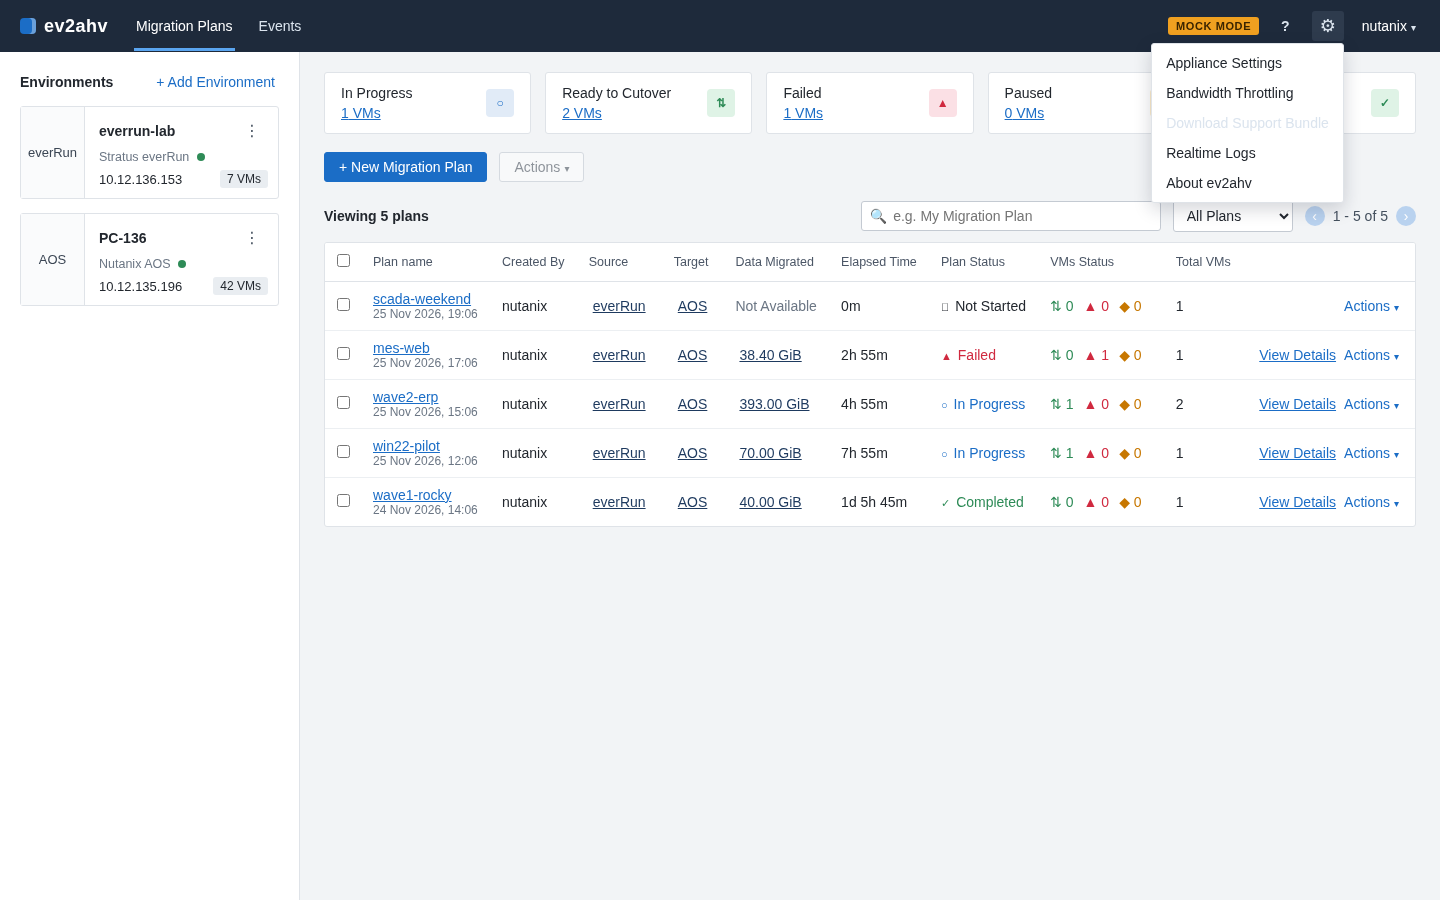 ev2ahv Migration Plans Events MOCK MODE ? nutanix
Appliance Settings
Bandwidth Throttling
Download Support Bundle
Realtime Logs
About ev2ahv
Environments + Add Environment
everRun everrun-lab
Stratus everRun
10.12.136.153 7 VMs
AOS PC-136
Nutanix AOS
10.12.135.196 42 VMs
In Progress
1 VMs
Ready to Cutover
2 VMs
Failed
1 VMs
Paused
0 VMs
+ New Migration Plan Actions
Viewing 5 plans e.g. My Migration Plan All Plans 1 - 5 of 5
Plan name Created By Source Target Data Migrated Elapsed Time Plan Status VMs Status Total VMs
scada-weekend nutanix everRun AOS Not Available 0m Not Started 0 0 0 1 Actions
25 Nov 2026, 19:06
mes-web nutanix everRun AOS 38.40 GiB 2h 55m Failed 0 1 0 1 View Details Actions
25 Nov 2026, 17:06
wave2-erp nutanix everRun AOS 393.00 GiB 4h 55m In Progress 1 0 0 2 View Details Actions
25 Nov 2026, 15:06
win22-pilot nutanix everRun AOS 70.00 GiB 7h 55m In Progress 1 0 0 1 View Details Actions
25 Nov 2026, 12:06
wave1-rocky nutanix everRun AOS 40.00 GiB 1d 5h 45m Completed 0 0 0 1 View Details Actions
24 Nov 2026, 14:06